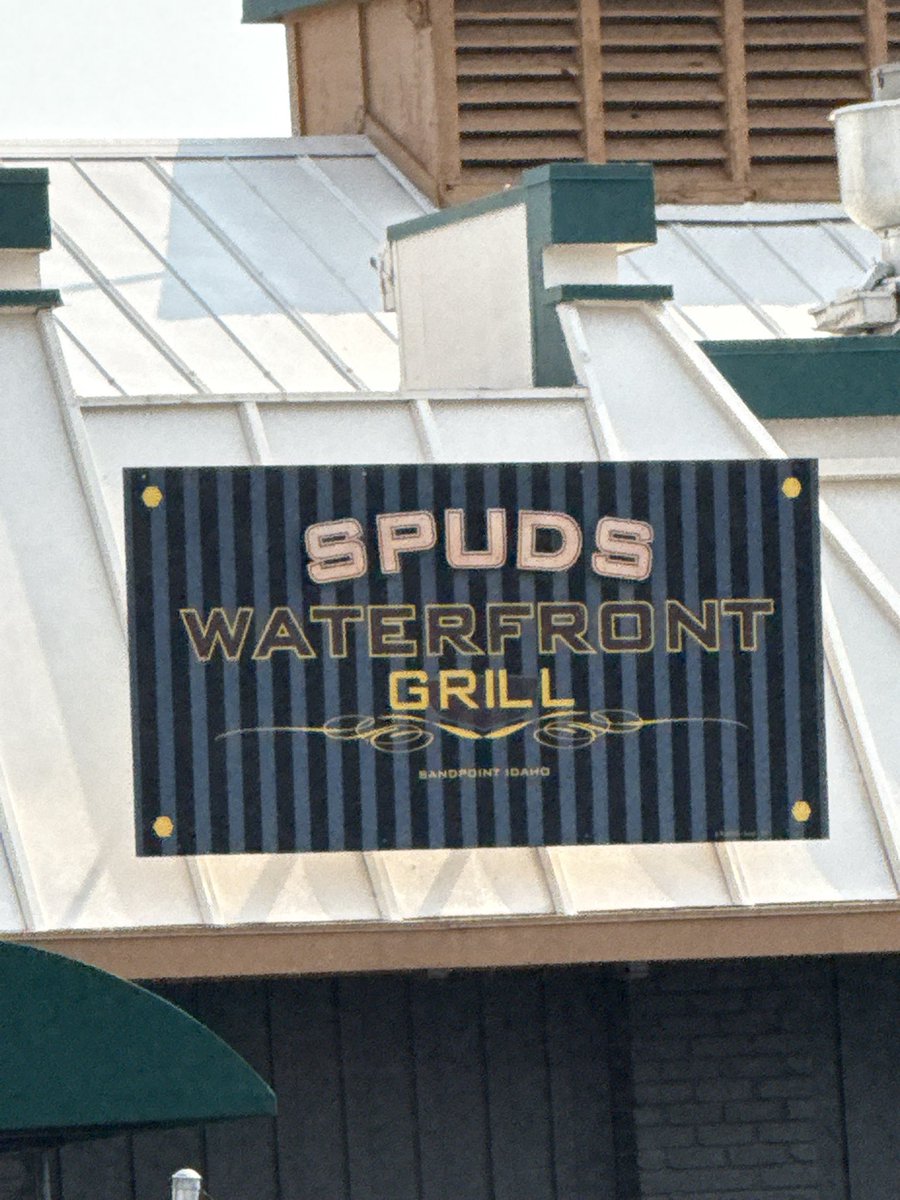 SPUDS
WATERFRONT
GRILL
SANDPOINT IDAHO